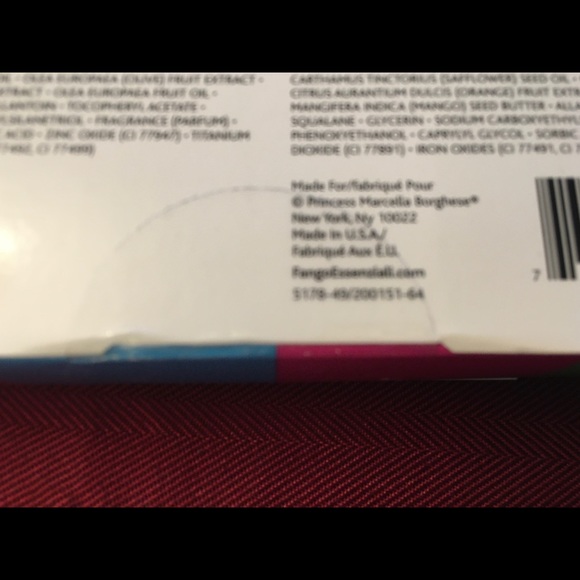 OLEA EUROPAEA (OLIVE) FRUIT EXTRACT •
EXTRACT • OLEA EUROPAEA FRUIT OIL •
ALLANTOIN • TOCOPHERYL ACETATE •
• FRAGRANCE (PARFUM) •
ACID • ZINC OXIDE (CI 77947) • TITANIUM
CARTHAMUS TINCTORIUS (SAFFLOWER) SEED OIL •
CITRUS AURANTIUM DULCIS (ORANGE) FRUIT
MANGIFERA INDICA (MANGO) SEED BUTTER •
SQUALANE • GLYCERIN • SODIUM
PHENOXYETHANOL • CAPRYLYL GLYCOL • SORBIC
DIOXIDE (CI 77891) • IRON OXIDES (CI 77491, CI
Made For/Fabriqué Pour
© Princess Marcella Borghese®
New York, Ny 10022
Made In U.S.A./
Fabriqué Aux É.U.
FangoEssenziali.com
5178-49/200151-64
7